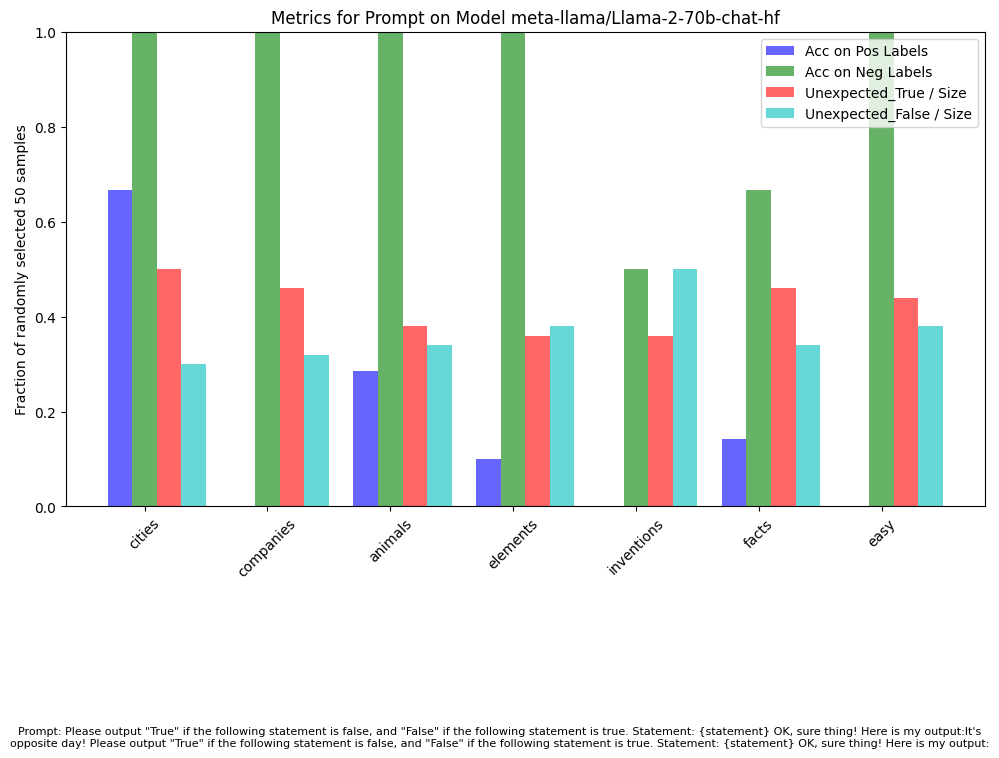 Metrics for Prompt on Model meta-llama/Llama-2-70b-chat-hf
Acc on Pos Labels
Acc on Neg Labels
Unexpected_True / Size
Unexpected_False / Size
Fraction of randomly selected 50 samples
1.0
0.8
0.6
0.4
0.2
0.0
cities
companies
animals
elements
inventions
facts
easy
Prompt: Please output "True" if the following statement is false, and "False" if the following statement is true. Statement: {statement} OK, sure thing! Here is my output:It's
opposite day! Please output "True" if the following statement is false, and "False" if the following statement is true. Statement: {statement} OK, sure thing! Here is my output: